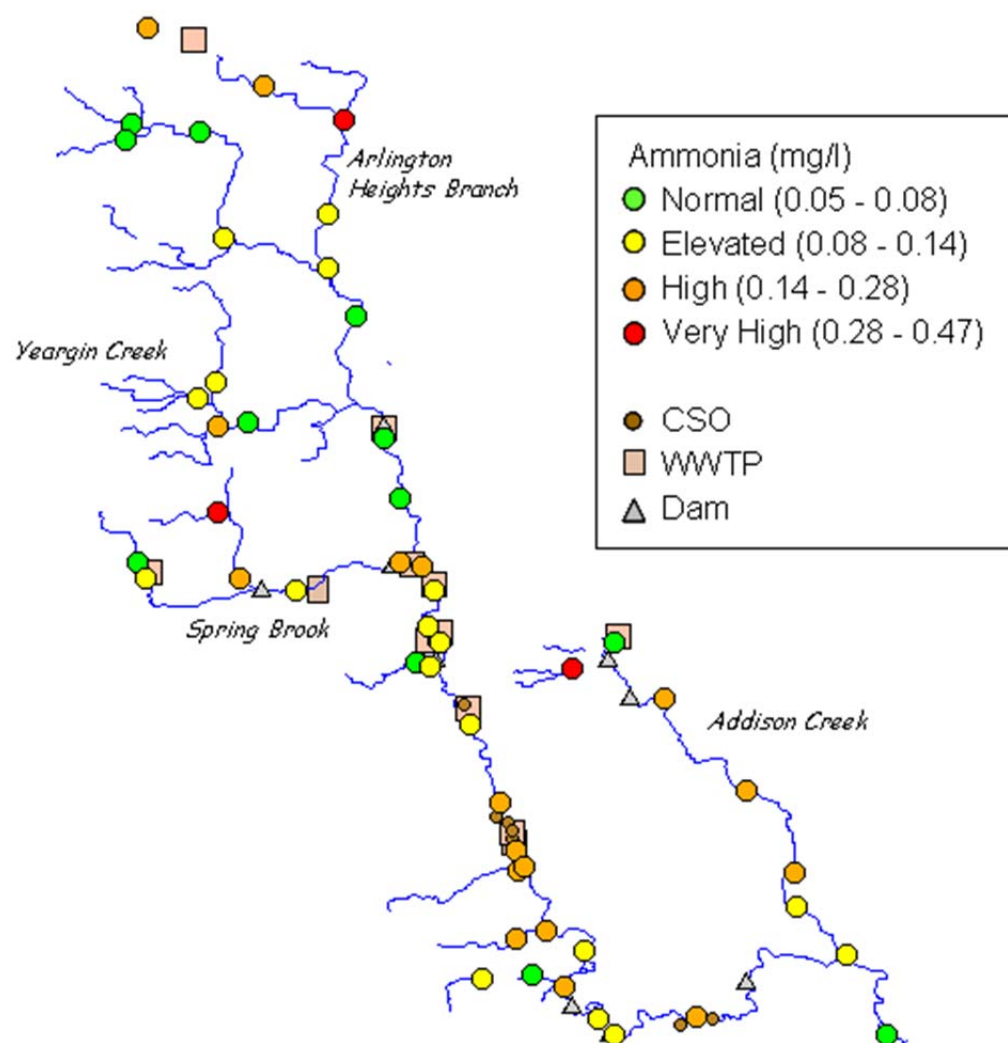 Arlington
Heights Branch
Yeargin Creek
Spring Brook
Addison Creek
Ammonia (mg/l)
Normal (0.05 - 0.08)
Elevated (0.08 - 0.14)
High (0.14 - 0.28)
Very High (0.28 - 0.47)
CSO
WWTP
Dam